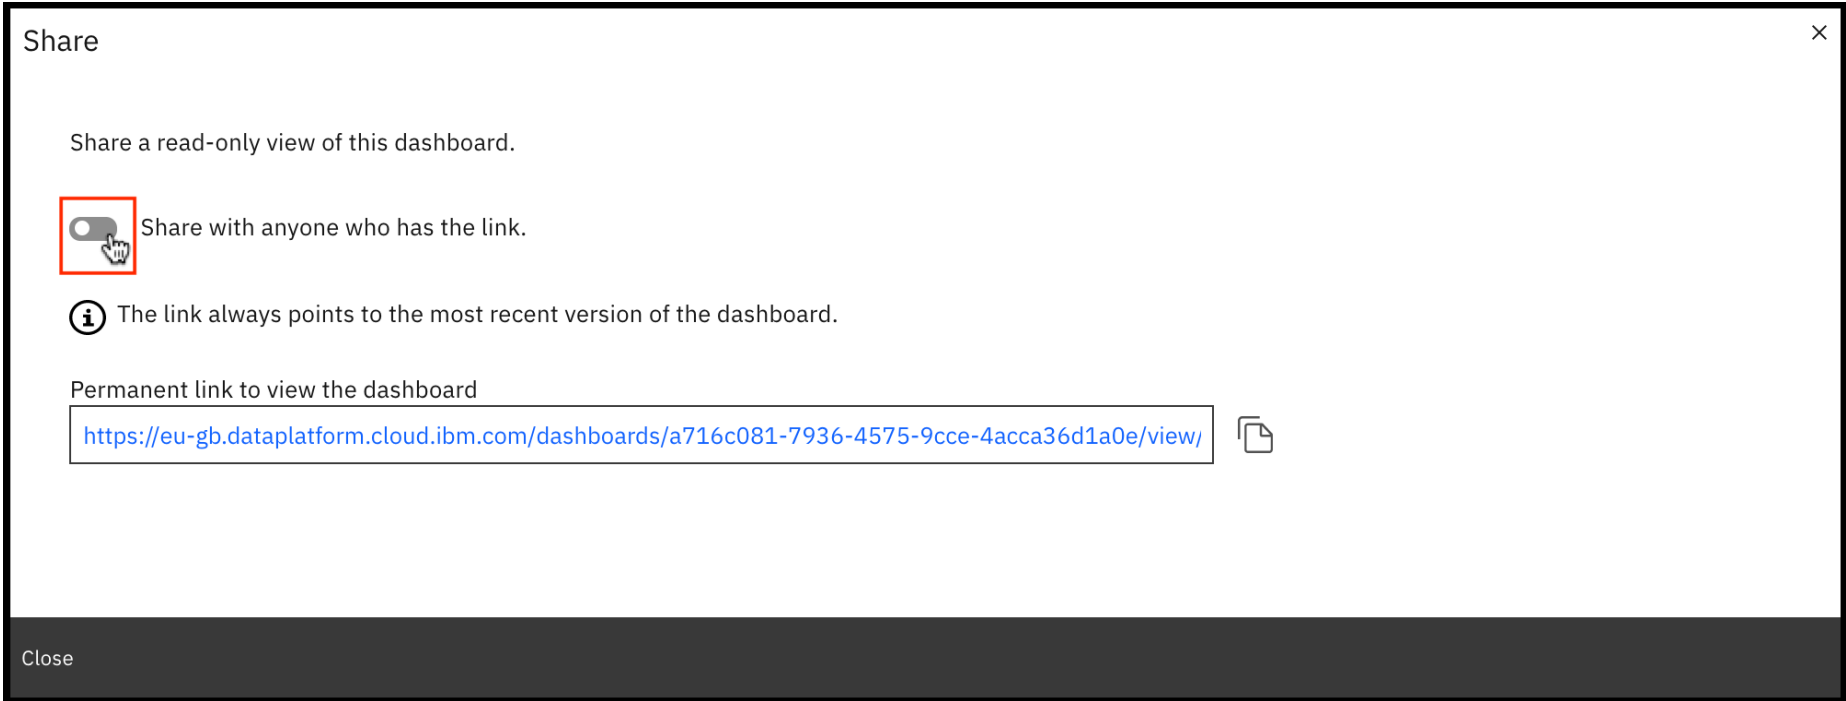 Share
Share a read-only view of this dashboard.
Share with anyone who has the link.
The link always points to the most recent version of the dashboard.
Permanent link to view the dashboard
https://eu-gb.dataplatform.cloud.ibm.com/dashboards/a716c081-7936-4575-9cce-4acca36d1a0e/view/
Close